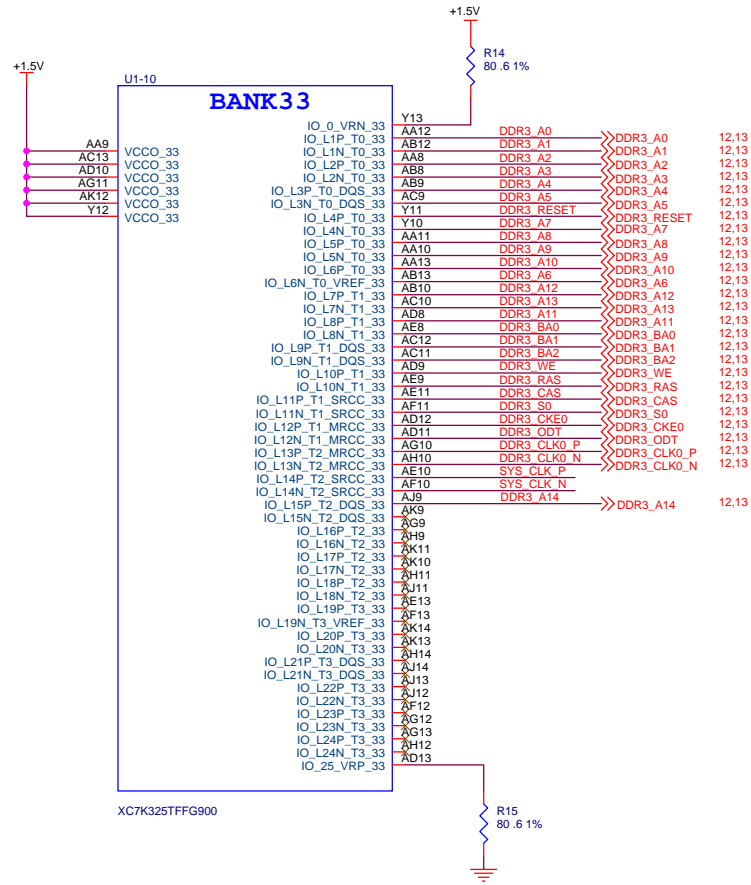 +1.5V
R14
80 .6 1%
+1.5V
U1-10
BANK33
IO_0_VRN_33 Y13
IO_L1P_T0_33 AA12 DDR3_A0 DDR3_A0 12,13
AA9 VCCO_33 IO_L1N_T0_33 AB12 DDR3_A1 DDR3_A1 12,13
AC13 VCCO_33 IO_L2P_T0_33 AA8 DDR3_A2 DDR3_A2 12,13
AD10 VCCO_33 IO_L2N_T0_33 AB8 DDR3_A3 DDR3_A3 12,13
AG11 VCCO_33 IO_L3P_T0_DQS_33 AB9 DDR3_A4 DDR3_A4 12,13
AK12 VCCO_33 IO_L3N_T0_DQS_33 AC9 DDR3_A5 DDR3_A5 12,13
Y12 VCCO_33 IO_L4P_T0_33 Y11 DDR3_RESET DDR3_RESET 12,13
IO_L4N_T0_33 Y10 DDR3_A7 DDR3_A7 12,13
IO_L5P_T0_33 AA11 DDR3_A8 DDR3_A8 12,13
IO_L5N_T0_33 AA10 DDR3_A9 DDR3_A9 12,13
IO_L6P_T0_33 AA13 DDR3_A10 DDR3_A10 12,13
IO_L6N_T0_VREF_33 AB13 DDR3_A6 DDR3_A6 12,13
IO_L7P_T1_33 AB10 DDR3_A12 DDR3_A12 12,13
IO_L7N_T1_33 AC10 DDR3_A13 DDR3_A13 12,13
IO_L8P_T1_33 AD8 DDR3_A11 DDR3_A11 12,13
IO_L8N_T1_33 AE8 DDR3_BA0 DDR3_BA0 12,13
IO_L9P_T1_DQS_33 AC12 DDR3_BA1 DDR3_BA1 12,13
IO_L9N_T1_DQS_33 AC11 DDR3_BA2 DDR3_BA2 12,13
IO_L10P_T1_33 AD9 DDR3_WE DDR3_WE 12,13
IO_L10N_T1_33 AE9 DDR3_RAS DDR3_RAS 12,13
IO_L11P_T1_SRCC_33 AE11 DDR3_CAS DDR3_CAS 12,13
IO_L11N_T1_SRCC_33 AF11 DDR3_S0 DDR3_S0 12,13
IO_L12P_T1_MRCC_33 AD12 DDR3_CKE0 DDR3_CKE0 12,13
IO_L12N_T1_MRCC_33 AD11 DDR3_ODT DDR3_ODT 12,13
IO_L13P_T2_MRCC_33 AG10 DDR3_CLK0_P DDR3_CLK0_P 12,13
IO_L13N_T2_MRCC_33 AH10 DDR3_CLK0_N DDR3_CLK0_N 12,13
IO_L14P_T2_SRCC_33 AE10 SYS_CLK_P
IO_L14N_T2_SRCC_33 AF10 SYS_CLK_N
IO_L15P_T2_DQS_33 AJ9 DDR3_A14 DDR3_A14 12,13
IO_L15N_T2_DQS_33 AK9
IO_L16P_T2_33 AG9
IO_L16N_T2_33 AH9
IO_L17P_T2_33 AK11
IO_L17N_T2_33 AK10
IO_L18P_T2_33 AH11
IO_L18N_T2_33 AJ11
IO_L19P_T3_33 AE13
IO_L19N_T3_VREF_33 AF13
IO_L20P_T3_33 AK14
IO_L20N_T3_33 AK13
IO_L21P_T3_DQS_33 AH14
IO_L21N_T3_DQS_33 AJ14
IO_L22P_T3_33 AJ13
IO_L22N_T3_33 AJ12
IO_L23P_T3_33 AF12
IO_L23N_T3_33 AG12
IO_L24P_T3_33 AG13
IO_L24N_T3_33 AH12
IO_25_VRP_33 AD13
XC7K325TFFG900
R15
80 .6 1%